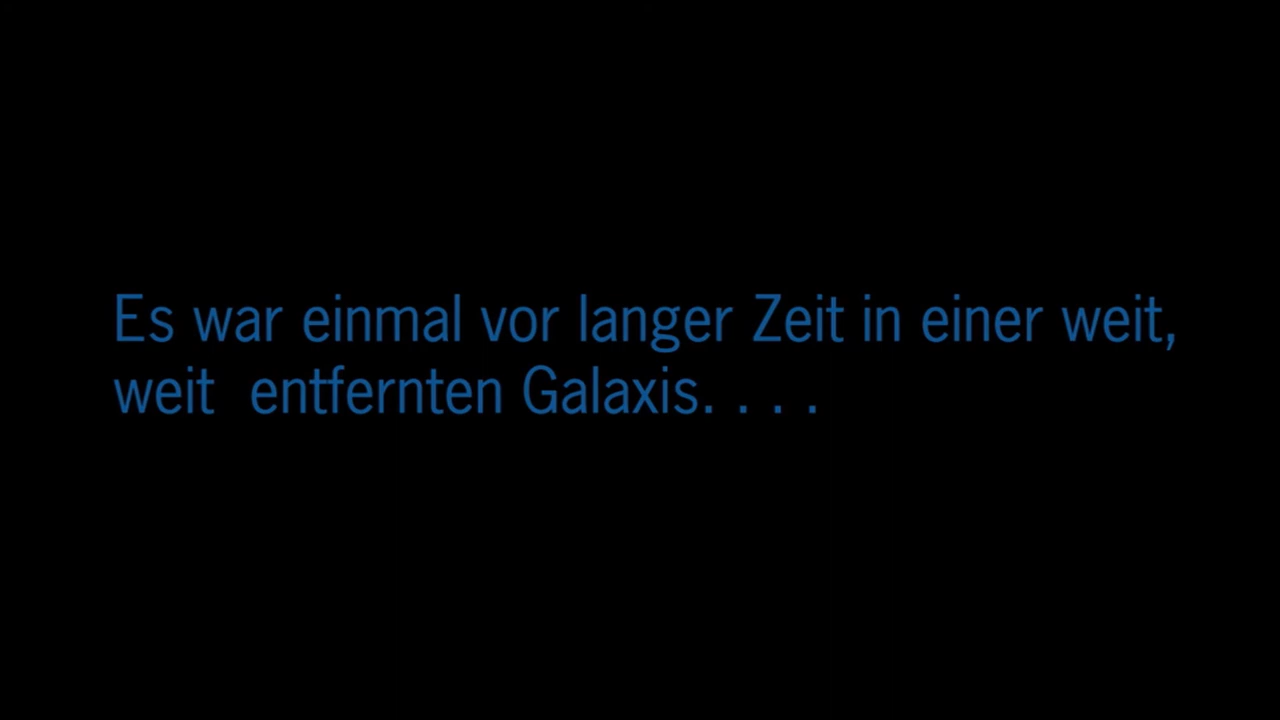 Es war einmal vor langer Zeit in einer weit,
weit  entfernten Galaxis. . . .